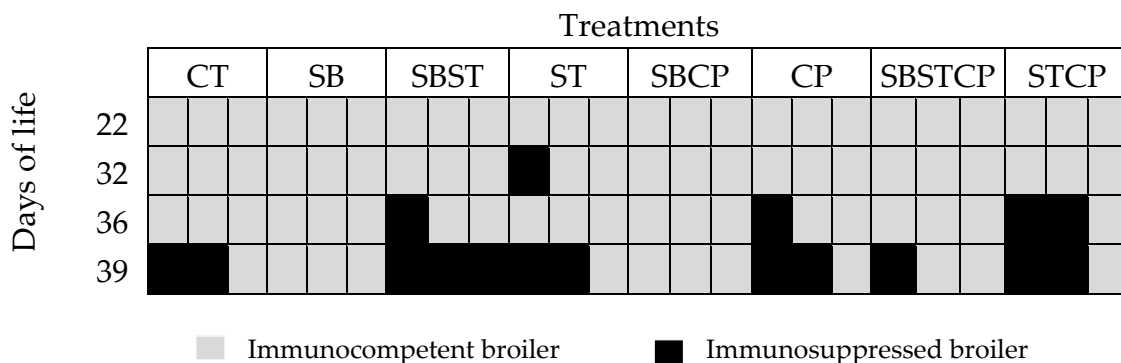 Treatments
CT SB SBST ST SBCP CP SBSTCP STCP
Days of life
22
32
36
39
Immunocompetent broiler Immunosuppressed broiler